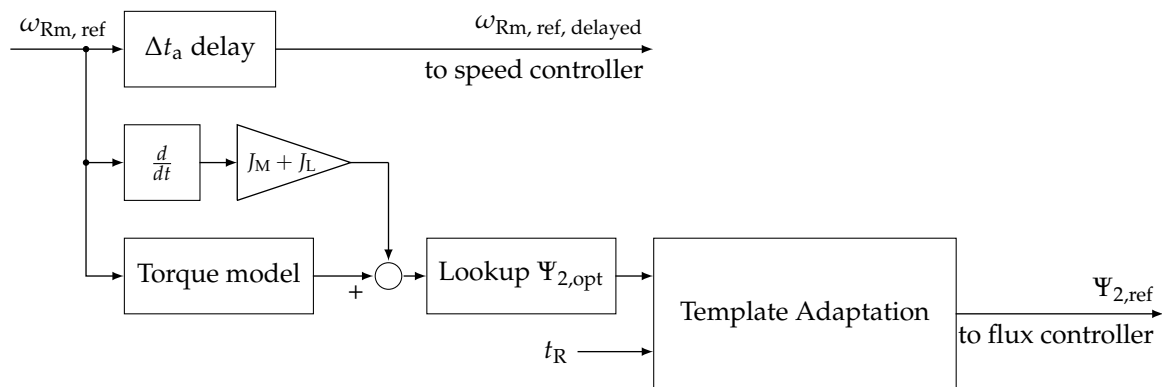 ω_Rm, ref
Δt_a delay
ω_Rm, ref, delayed
to speed controller
d/dt
J_M + J_L
Torque model
+
Lookup Ψ_2,opt
Template Adaptation
t_R
Ψ_2,ref
to flux controller